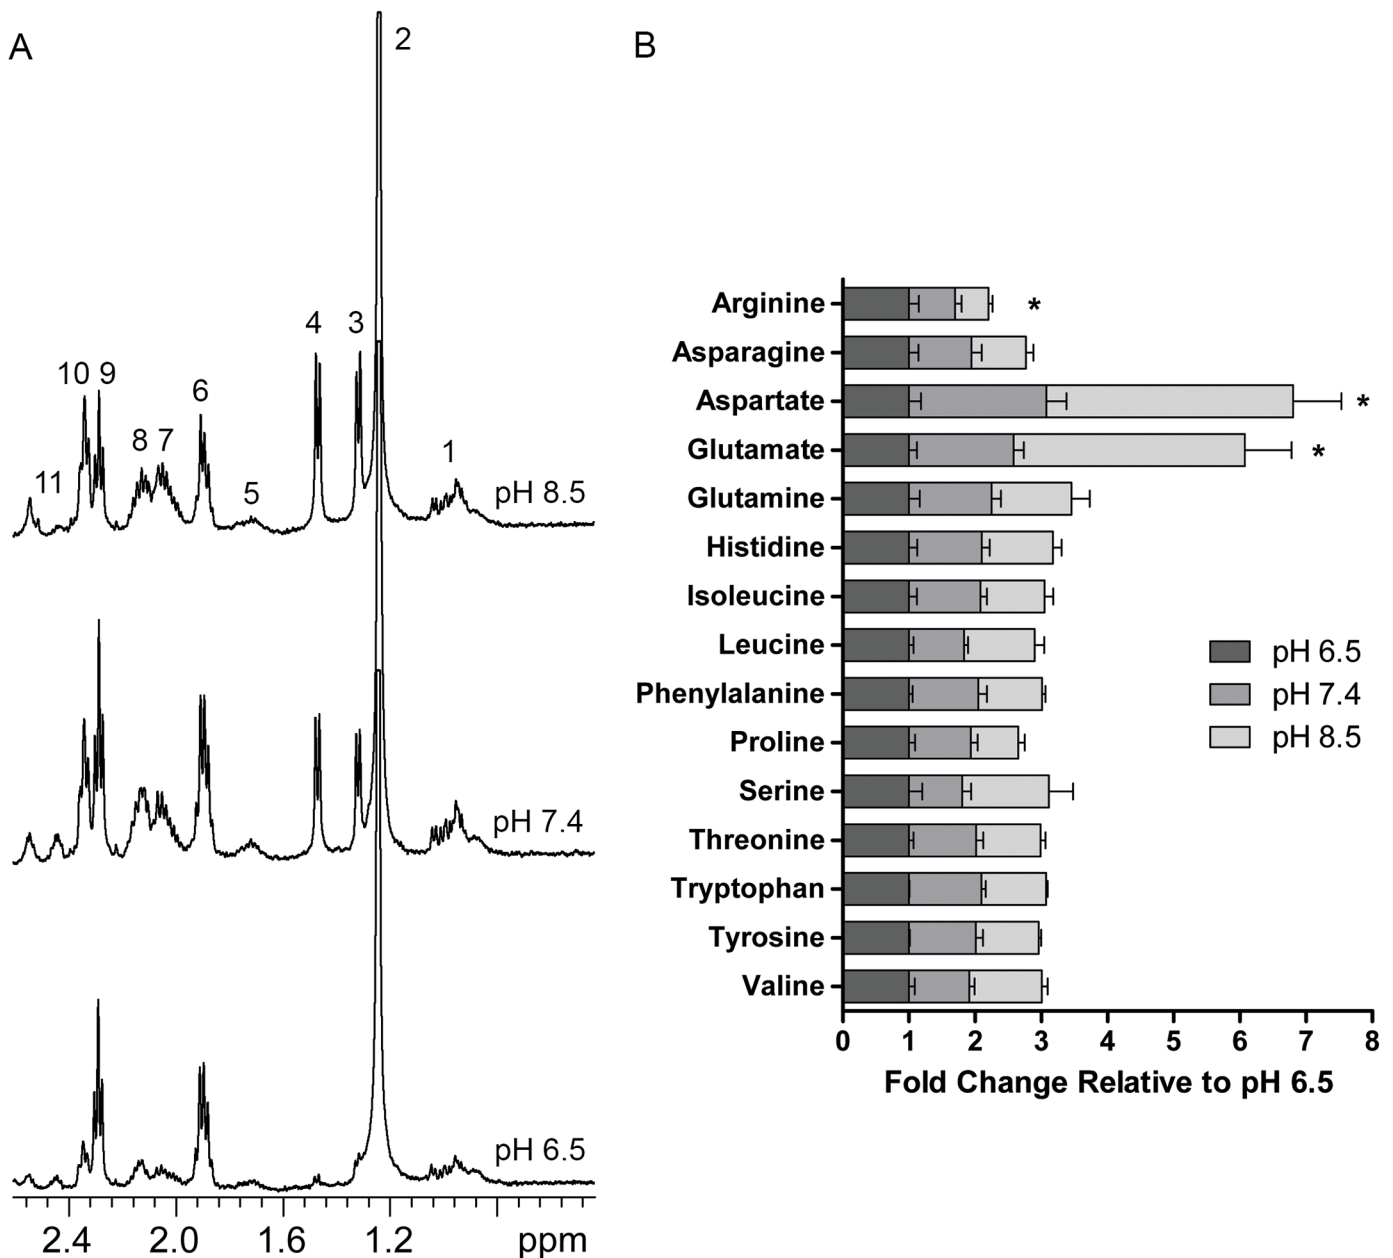 A
2
4
3
10 9
6
8 7
1
11
5
pH 8.5
pH 7.4
pH 6.5
2.4 2.0 1.6 1.2 ppm
B
Arginine *
Asparagine
Aspartate *
Glutamate *
Glutamine
Histidine
Isoleucine
Leucine
Phenylalanine
Proline
Serine
Threonine
Tryptophan
Tyrosine
Valine
pH 6.5
pH 7.4
pH 8.5
0 1 2 3 4 5 6 7 8
Fold Change Relative to pH 6.5